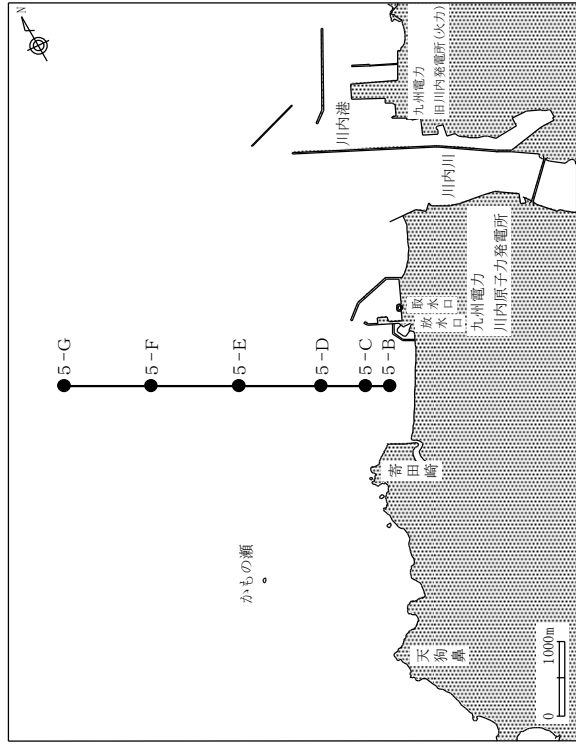 N
5-G
5-F
5-E
5-D
5-C
5-B
川内港
九州電力
旧川内発電所(火力)
川内川
取水口
放水口
九州電力
川内原子力発電所
寄田崎
かもの瀬
天狗鼻
0 1000m